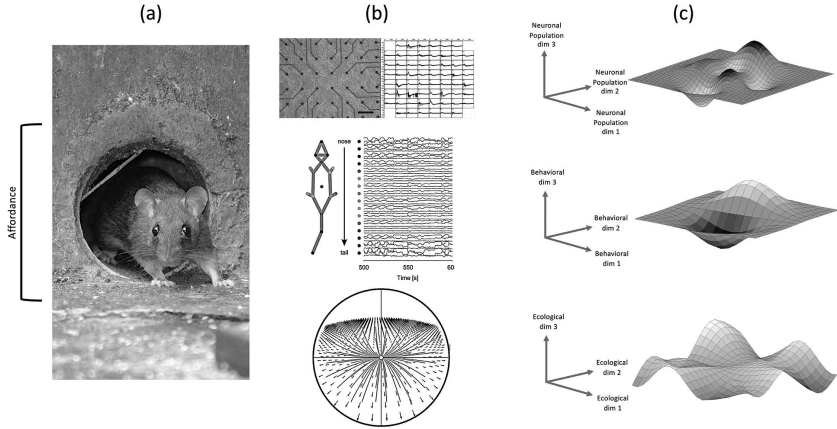 (a)
(b)
(c)
Affordance
nose
tail
500
550
60
Time [s]
Neuronal
Population
dim 3
Neuronal
Population
dim 2
Neuronal
Population
dim 1
Behavioral
dim 3
Behavioral
dim 2
Behavioral
dim 1
Ecological
dim 3
Ecological
dim 2
Ecological
dim 1